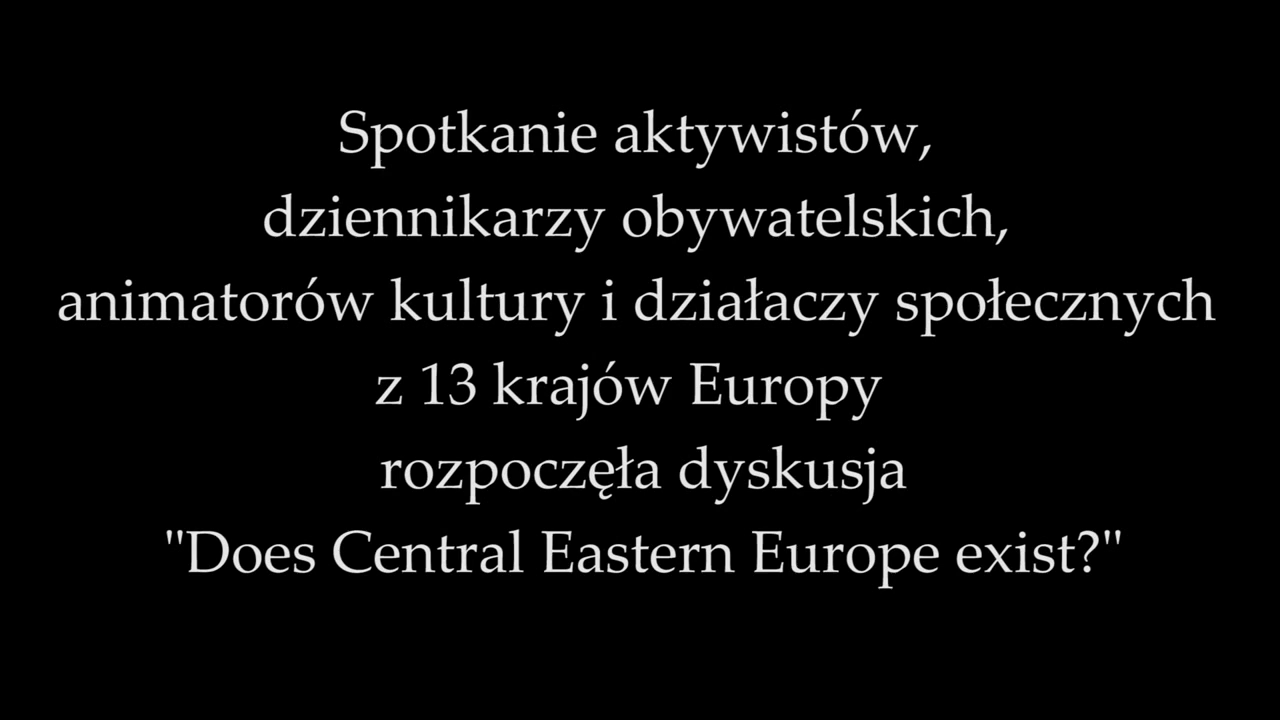 Spotkanie aktywistów,
dziennikarzy obywatelskich,
animatorów kultury i działaczy społecznych
z 13 krajów Europy
rozpoczęła dyskusja
"Does Central Eastern Europe exist?"